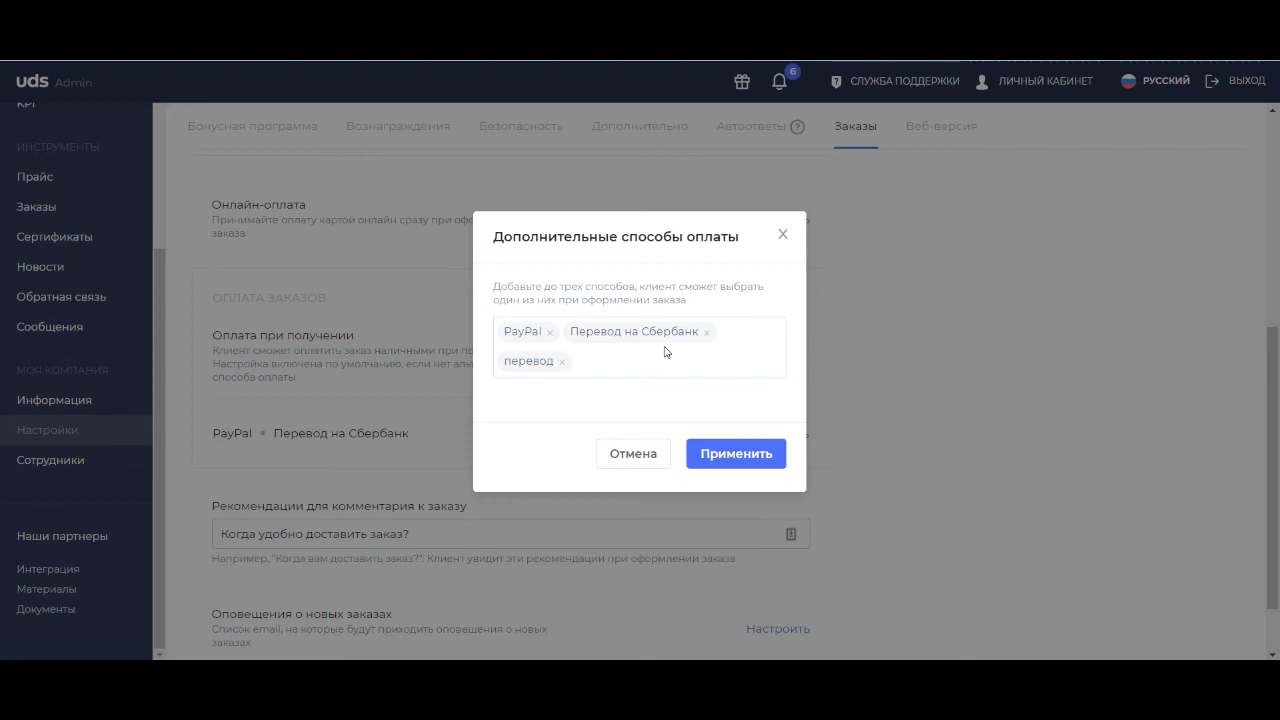 uds Admin
6
СЛУЖБА ПОДДЕРЖКИ
ЛИЧНЫЙ КАБИНЕТ
РУССКИЙ
ВЫХОД
KPI
ИНСТРУМЕНТЫ
Прайс
Заказы
Сертификаты
Новости
Обратная связь
Сообщения
МОЯ КОМПАНИЯ
Информация
Настройки
Сотрудники
Наши партнеры
Интеграция
Материалы
Документы
Бонусная программа Вознаграждения Безопасность Дополнительно Автоответы ? Заказы Веб-версия
Онлайн-оплата
Принимайте оплату картой онлайн сразу при
заказа
ОПЛАТА ЗАКАЗОВ
Оплата при получении
Клиент сможет оплатить заказ наличными при
Настройка включена по умолчанию, если нет
способа оплаты
PayPal • Перевод на Сбербанк
Дополнительные способы оплаты
Добавьте до трех способов, клиент сможет выбрать
один из них при оформлении заказа
PayPal × Перевод на Сбербанк ×
перевод ×
Отмена Применить
Рекомендации для комментария к заказу
Когда удобно доставить заказ?
Например, "Когда вам доставить заказ?". Клиент увидит эти рекомендации при оформлении заказа
Оповещения о новых заказах
Список email, на которые будут приходить оповещения о новых
заказах
Настроить